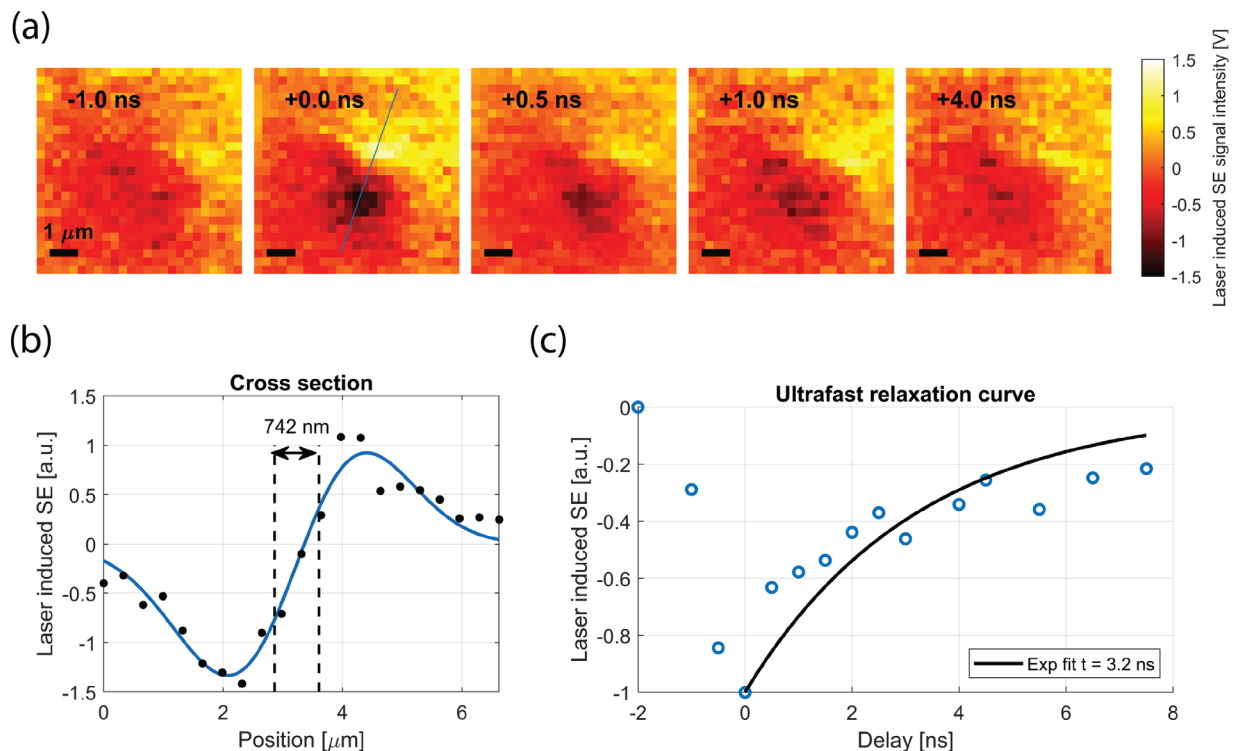 (a)
-1.0 ns
+0.0 ns
+0.5 ns
+1.0 ns
+4.0 ns
1 μm
1.5
1
0.5
0
-0.5
-1
-1.5
Laser induced SE signal intensity [V]
(b)
Cross section
742 nm
1.5
1
0.5
0
-0.5
-1
-1.5
Laser induced SE [a.u.]
0
2
4
6
Position [μm]
(c)
Ultrafast relaxation curve
0
-0.2
-0.4
-0.6
-0.8
-1
Laser induced SE [a.u.]
Exp fit t = 3.2 ns
-2
0
2
4
6
8
Delay [ns]